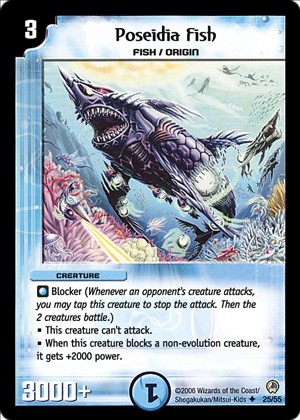 3
Poseidia Fish
FISH / ORIGIN
CREATURE
Blocker (Whenever an opponent's creature attacks,
you may tap this creature to stop the attack. Then the
2 creatures battle.)
▪ This creature can't attack.
▪ When this creature blocks a non-evolution creature,
it gets +2000 power.
3000+
1
©2006 Wizards of the Coast/
Shogakukan/Mitsui-Kids ♦ 25/55